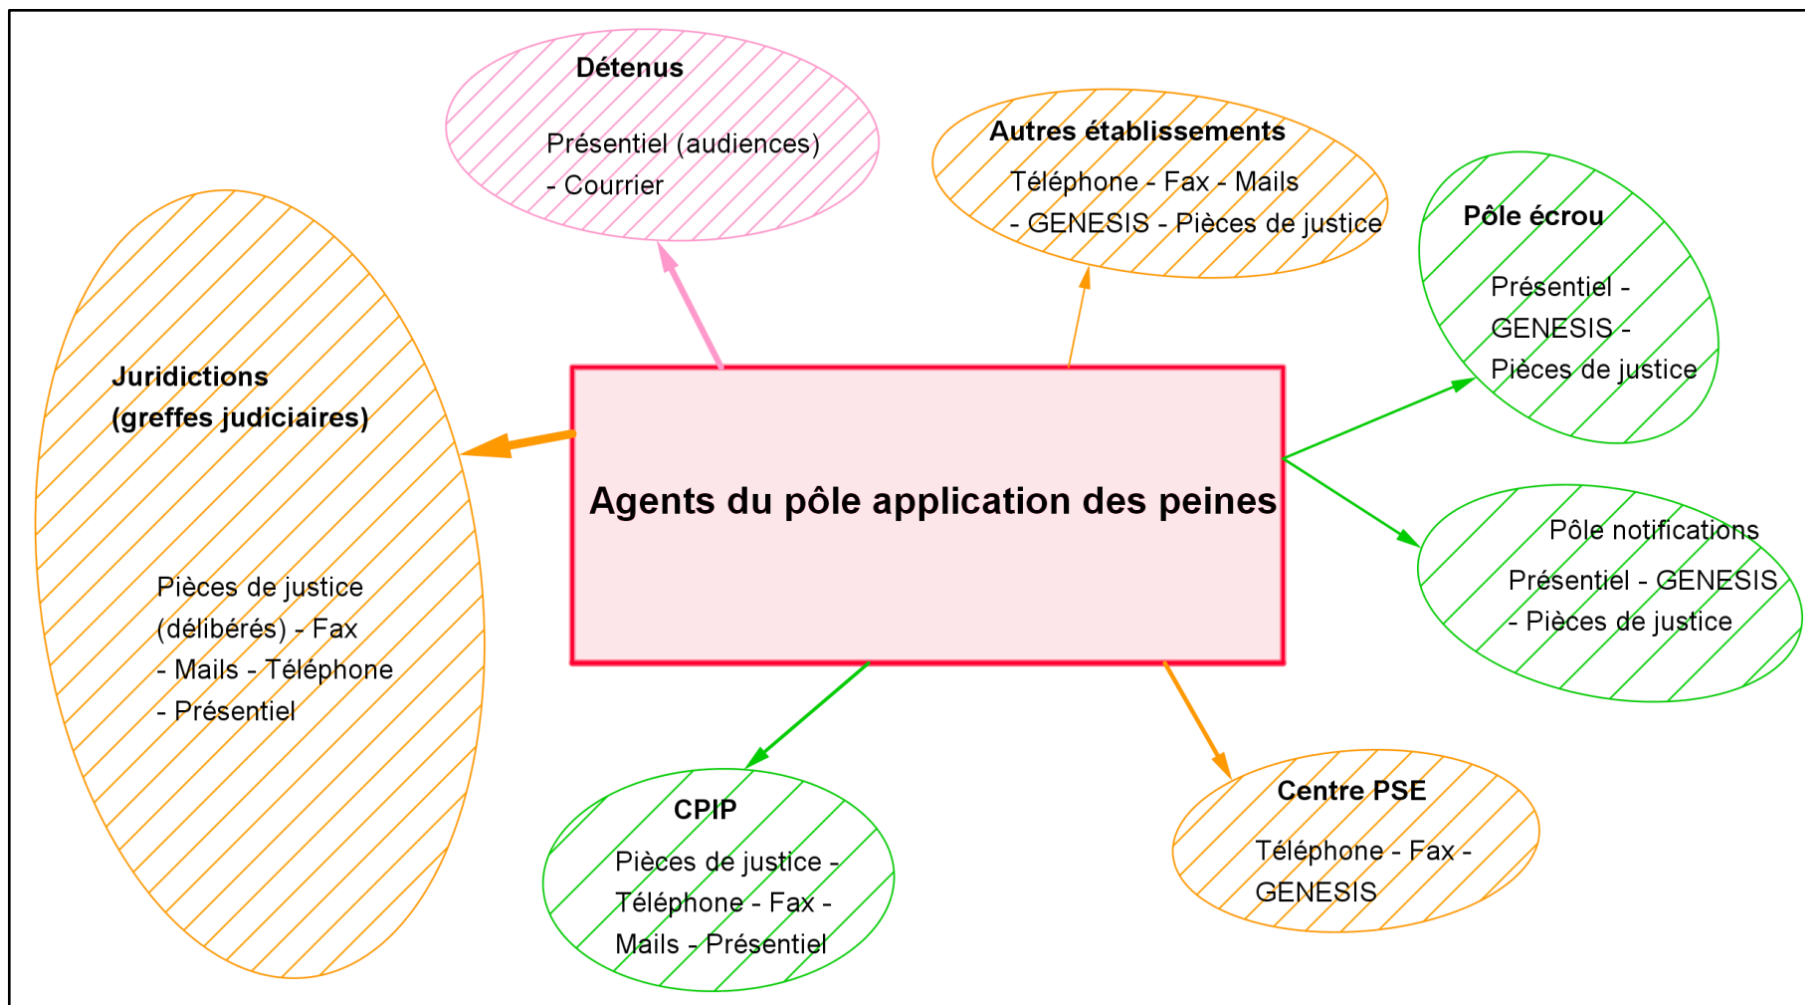 Détenus
Présentiel (audiences)
- Courrier
Autres établissements
Téléphone - Fax - Mails
- GENESIS - Pièces de justice
Pôle écrou
Présentiel -
GENESIS -
Pièces de justice
Juridictions
(greffes judiciaires)
Pièces de justice
(délibérés) - Fax
- Mails - Téléphone
- Présentiel
Agents du pôle application des peines
Pôle notifications
Présentiel - GENESIS
- Pièces de justice
CPIP
Pièces de justice -
Téléphone - Fax -
Mails - Présentiel
Centre PSE
Téléphone - Fax -
GENESIS